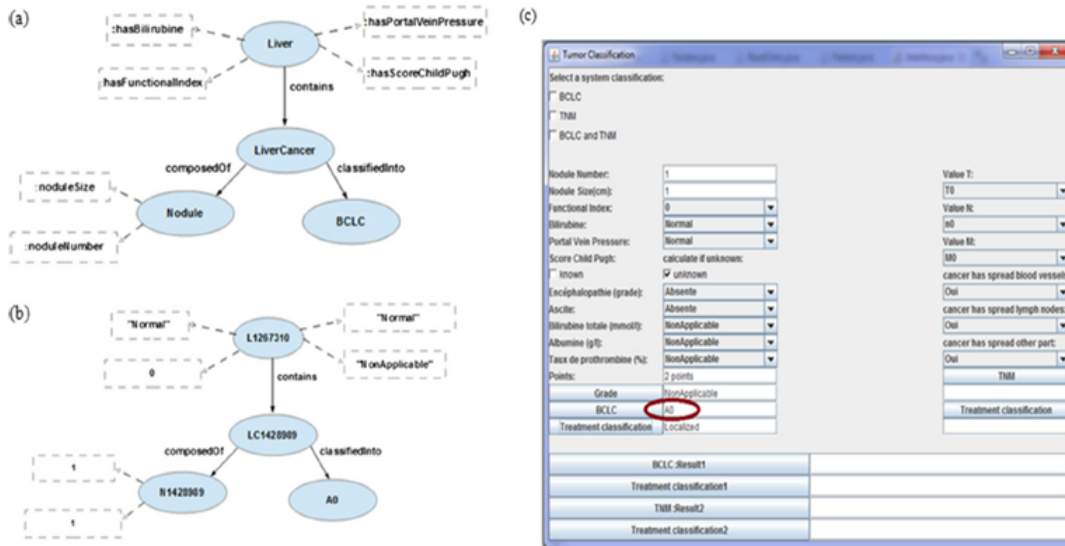 (a)
:hasBilirubine
:hasPortalVeinPressure
Liver
:hasFunctionalIndex
:hasScoreChildPugh
contains
LiverCancer
composedOf
classifiedInto
:noduleSize
Nodule
BCLC
:noduleNumber
(b)
"Normal"
"Normal"
L1267310
0
"NonApplicable"
contains
LC1428989
composedOf
classifiedInto
1
N1428989
A0
1
(c)
Tumor Classification
Select a system classification:
BCLC
TNM
BCLC and TNM
Nodule Number: 1 Value T:
Nodule Size(cm): 1 T0
Functional Index: 0 Value N:
Bilirubine: Normal n0
Portal Vein Pressure: Normal Value M:
Score Child Pugh: calculate if unknown: M0
known unknown cancer has spread blood vessels
Encéphalopathie (grade): Absente Oui
Ascite: Absente cancer has spread lymph nodes:
Bilirubine totale (mmol/l): NonApplicable Oui
Albumine (g/l): NonApplicable cancer has spread other part:
Taux de prothrombine (%): NonApplicable Oui
Points: 2 points TNM
Grade NonApplicable
BCLC A0 Treatment classification
Treatment classification Localized
BCLC :Result1
Treatment classification1
TNM :Result2
Treatment classification2